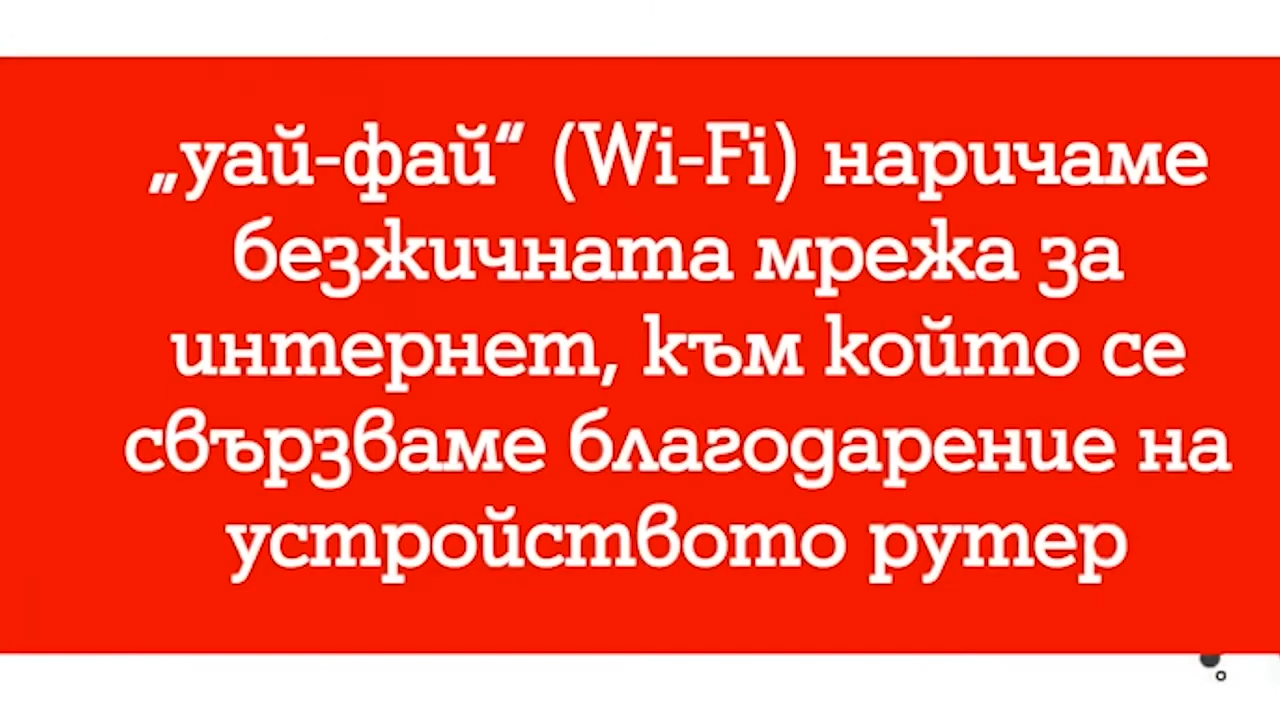 „уай-фай“ (Wi-Fi) наричаме
безжичната мрежа за
интернет, към който се
свързваме благодарение на
устройството рутер